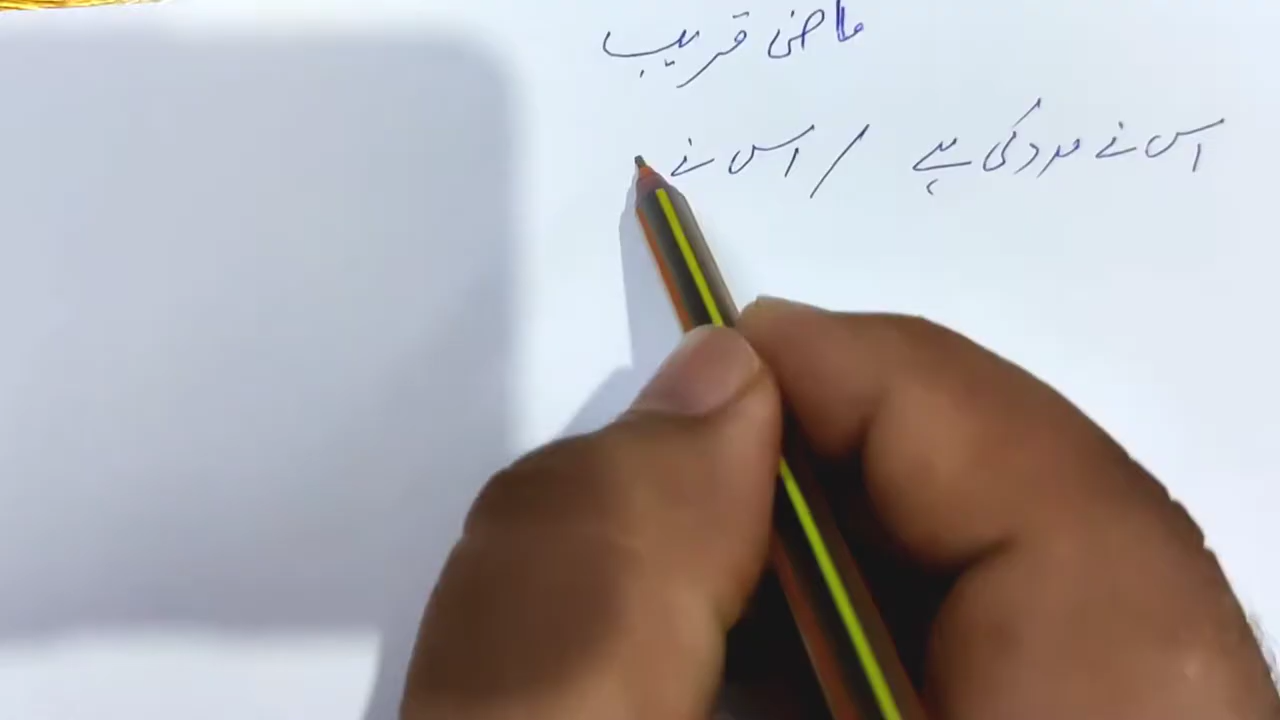 ماضی قریب
اس نے مدد کی ہے / اس نے